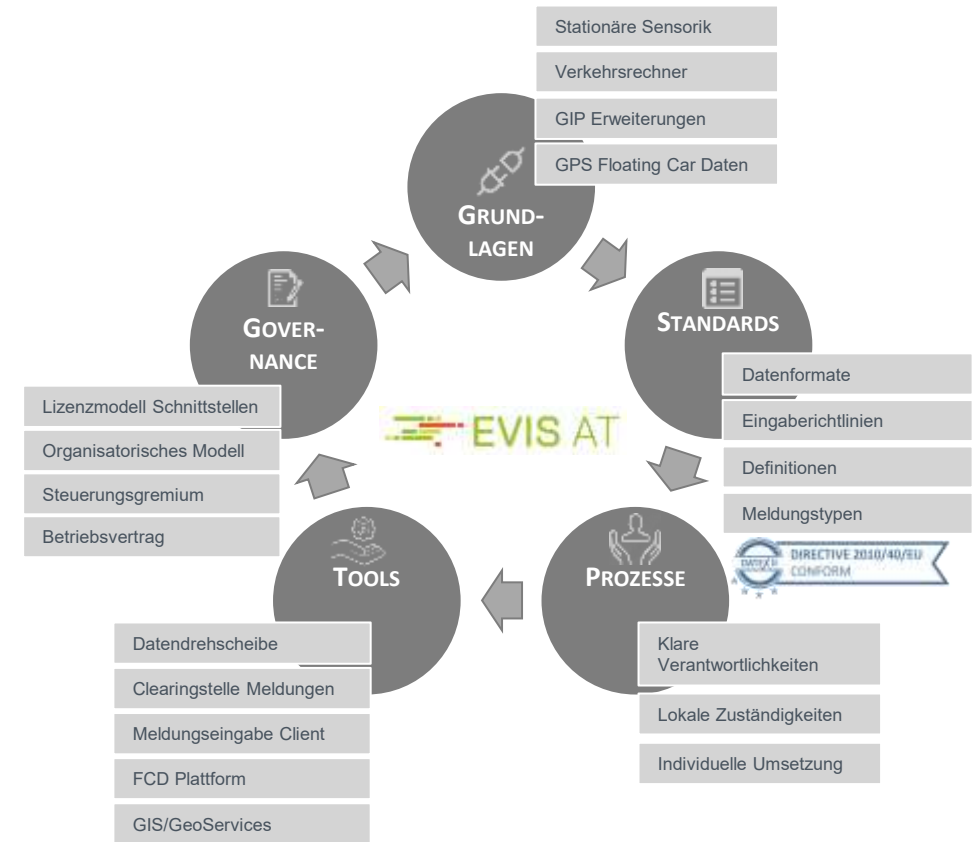 Stationäre Sensorik
Verkehrsrechner
GIP Erweiterungen
GPS Floating Car Daten
GRUND-
LAGEN
STANDARDS
Datenformate
Eingaberichtlinien
Definitionen
Meldungstypen
DIRECTIVE 2010/40/EU
CONFORM
PROZESSE
Klare
Verantwortlichkeiten
Lokale Zuständigkeiten
Individuelle Umsetzung
TOOLS
Datendrehscheibe
Clearingstelle Meldungen
Meldungseingabe Client
FCD Plattform
GIS/GeoServices
GOVER-
NANCE
Lizenzmodell Schnittstellen
Organisatorisches Modell
Steuerungsgremium
Betriebsvertrag
EVIS AT